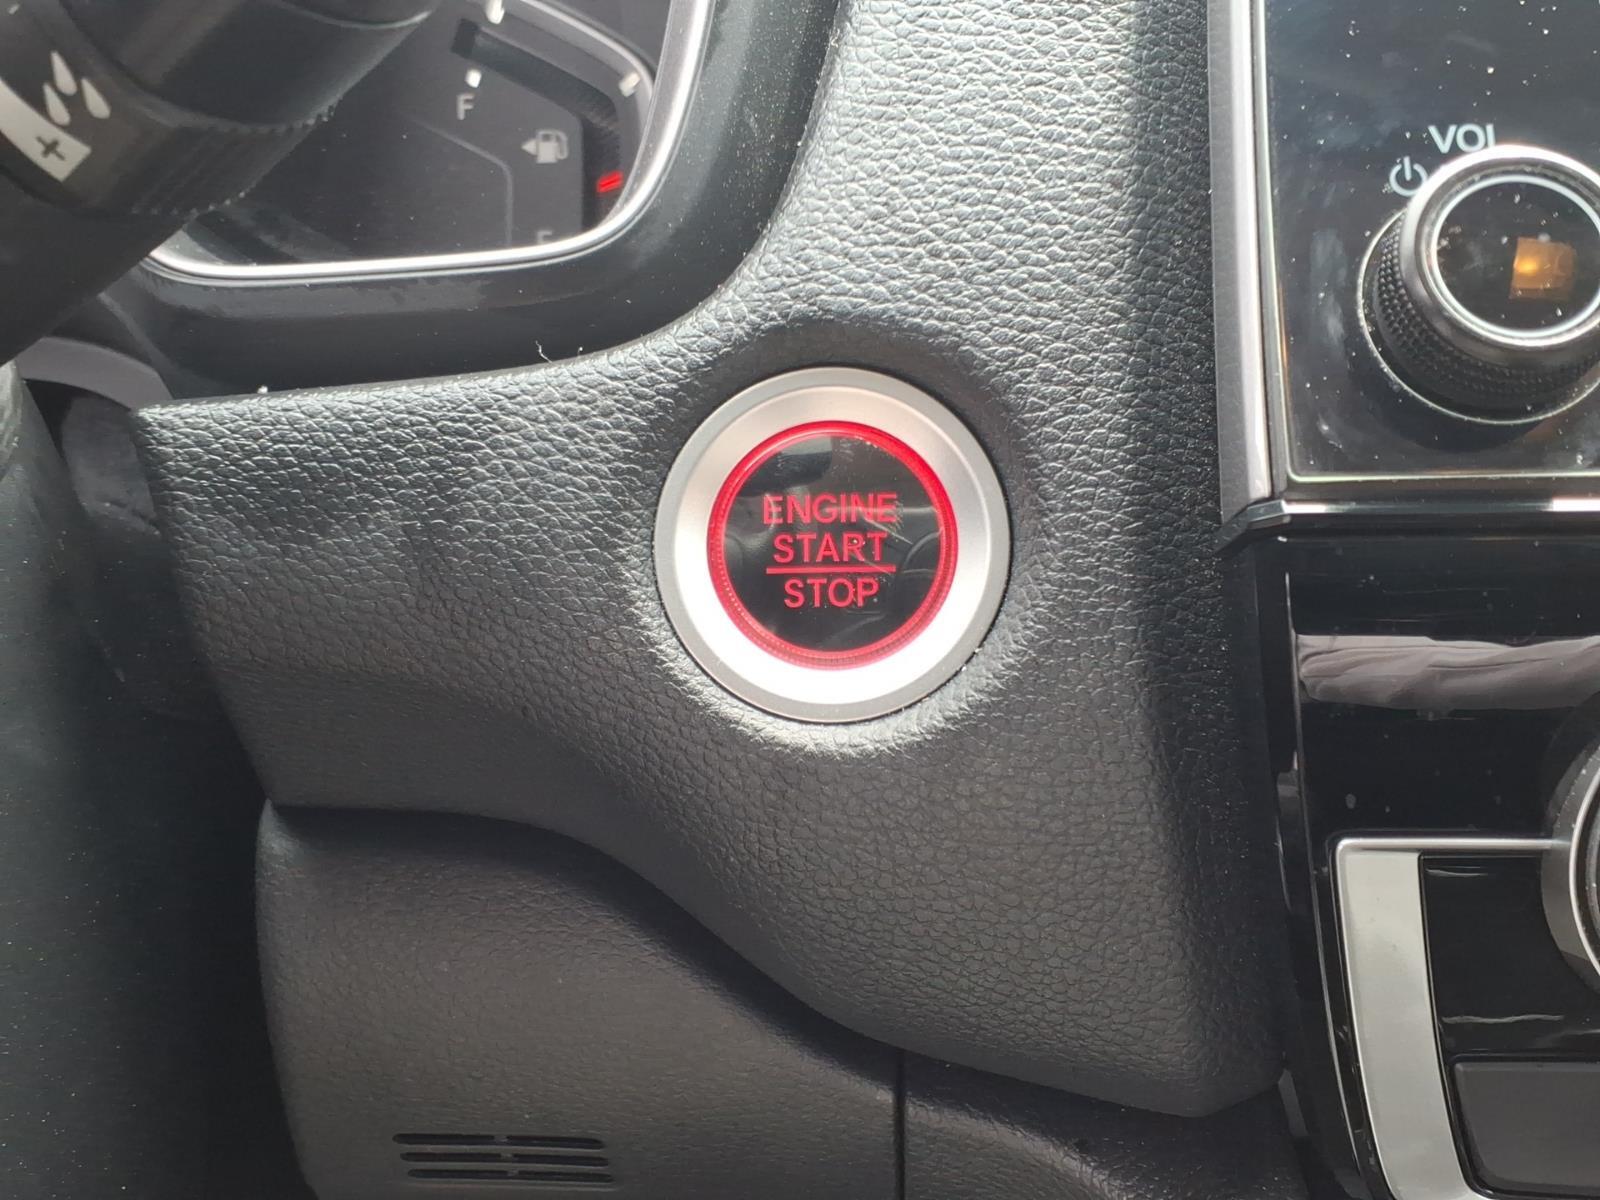 F
VOL
ENGINE
START
STOP